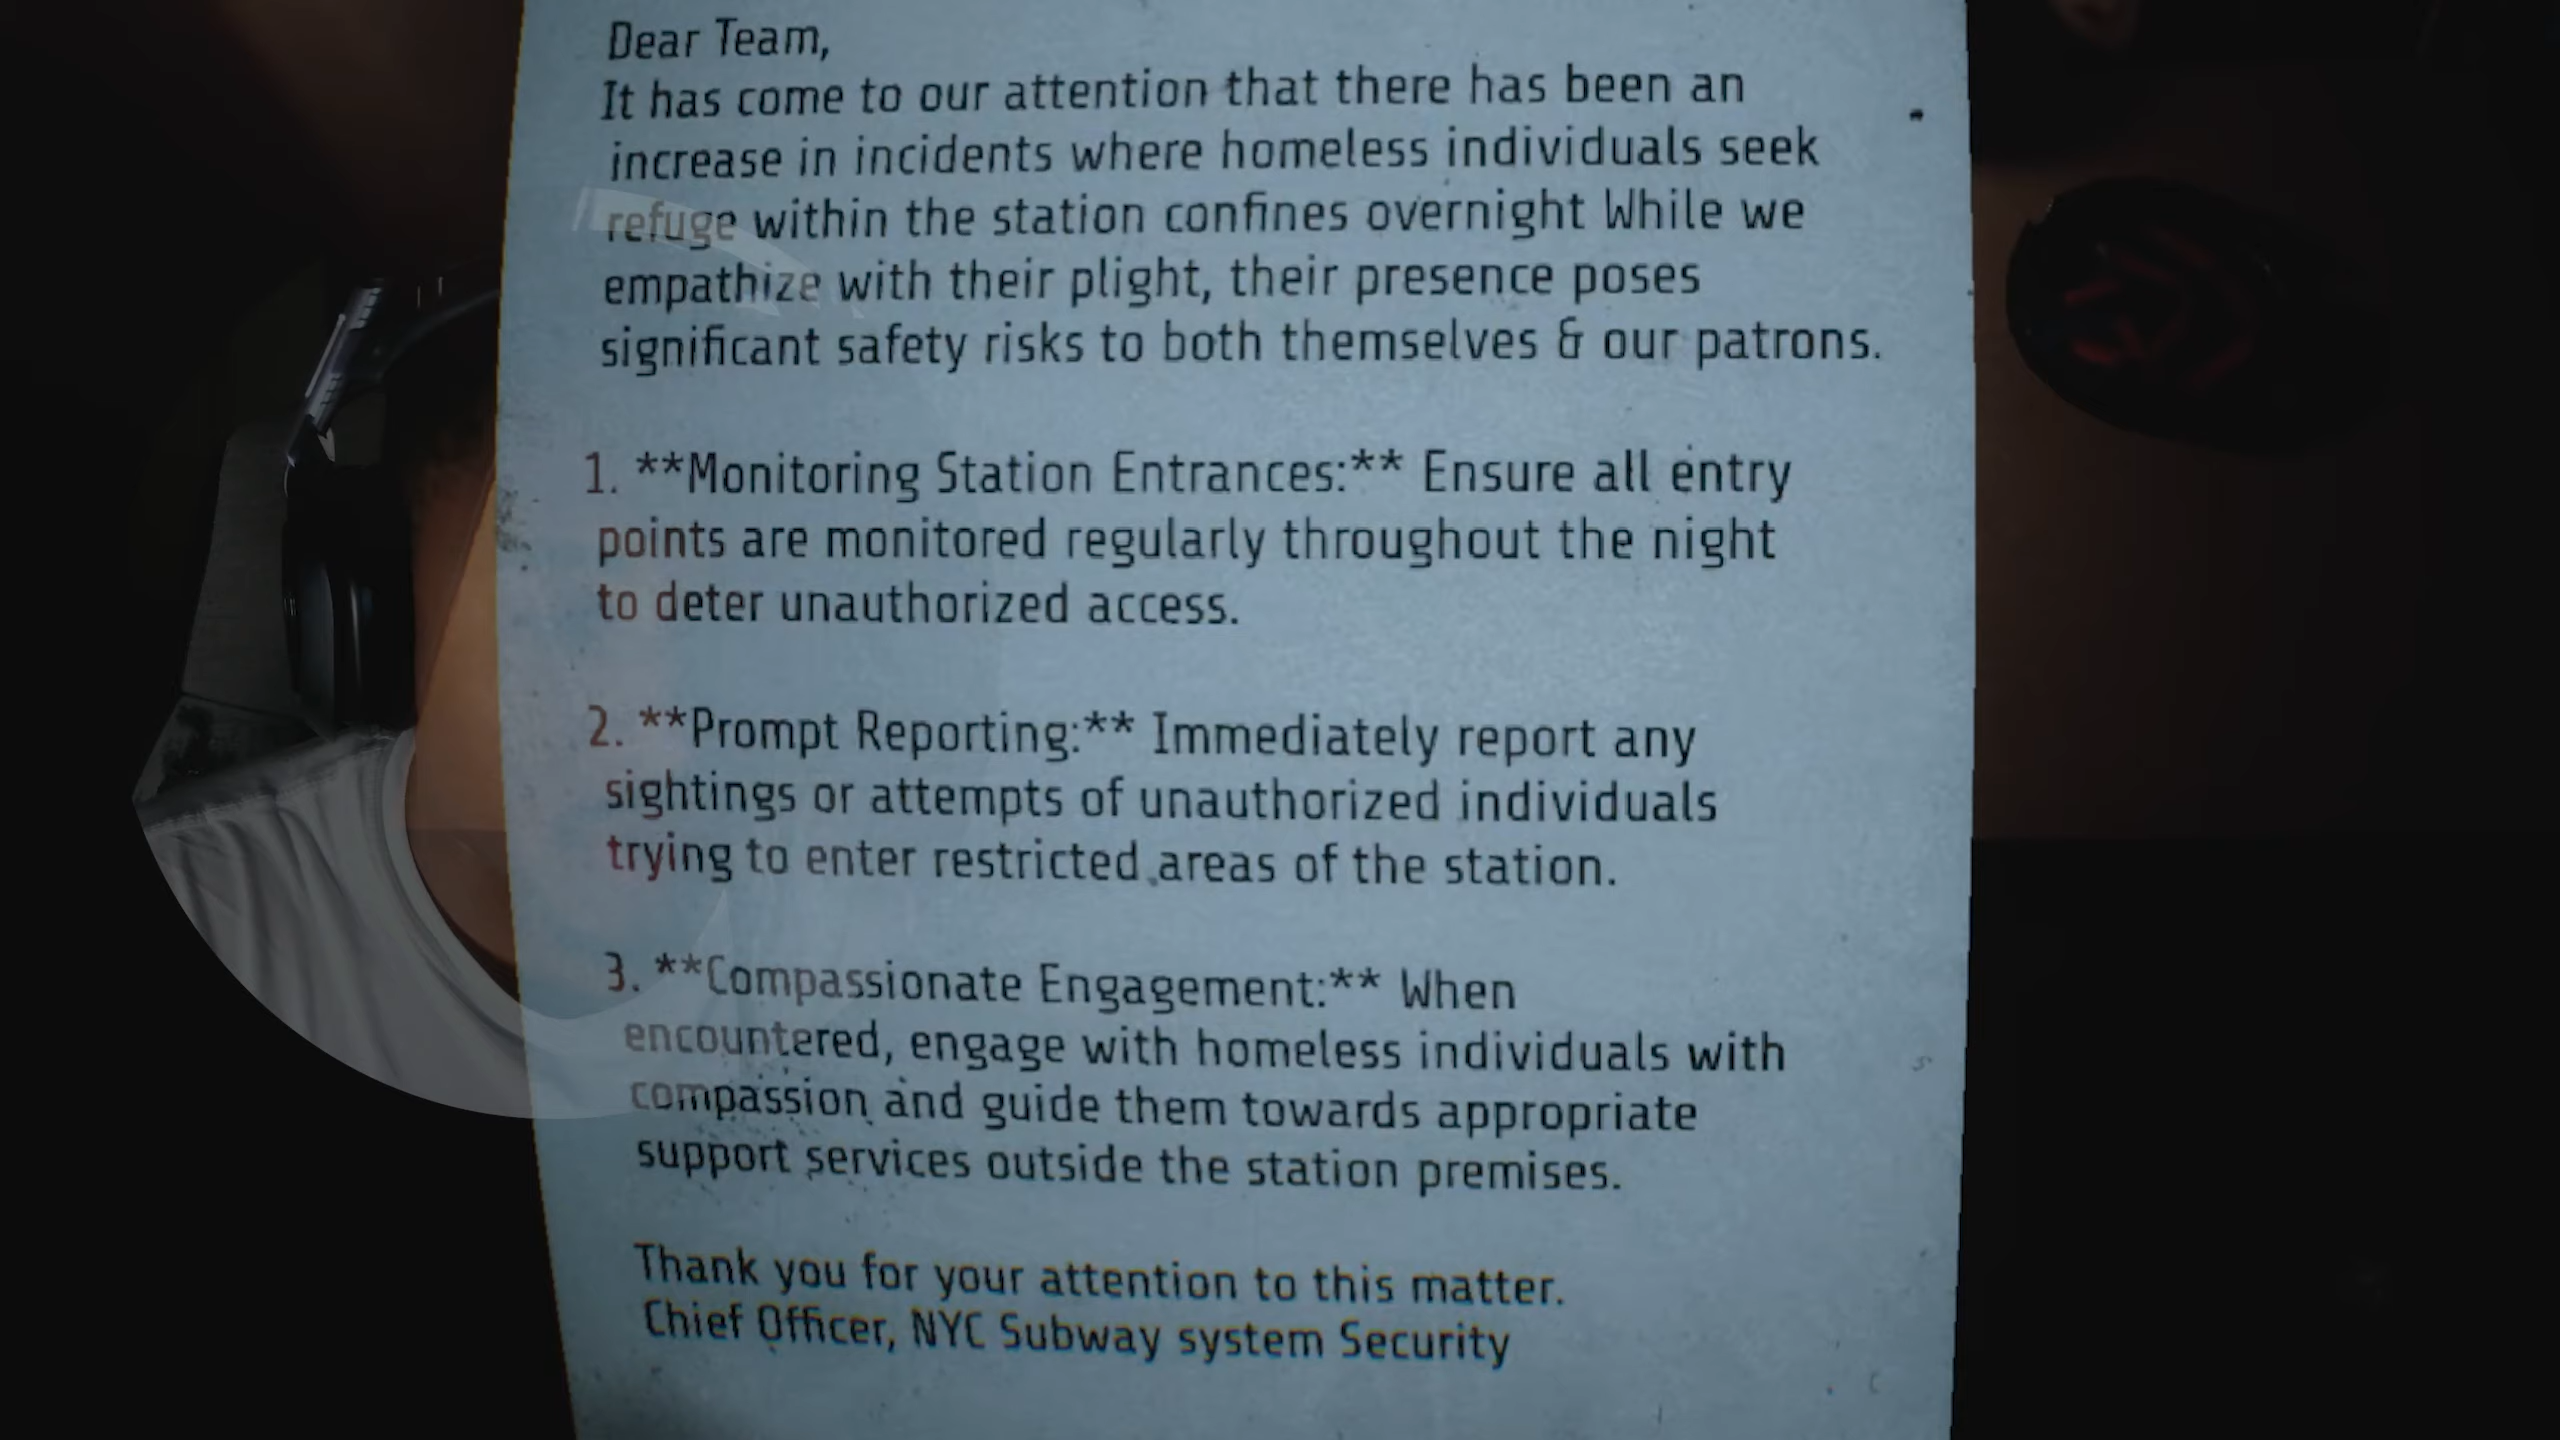 Dear Team,
It has come to our attention that there has been an
increase in incidents where homeless individuals seek
refuge within the station confines overnight While we
empathize with their plight, their presence poses
significant safety risks to both themselves & our patrons.
1. **Monitoring Station Entrances:** Ensure all entry
points are monitored regularly throughout the night
to deter unauthorized access.
2. **Prompt Reporting:** Immediately report any
sightings or attempts of unauthorized individuals
trying to enter restricted areas of the station.
3. **Compassionate Engagement:** When
encountered, engage with homeless individuals with
compassion and guide them towards appropriate
support services outside the station premises.
Thank you for your attention to this matter.
Chief Officer, NYC Subway system Security